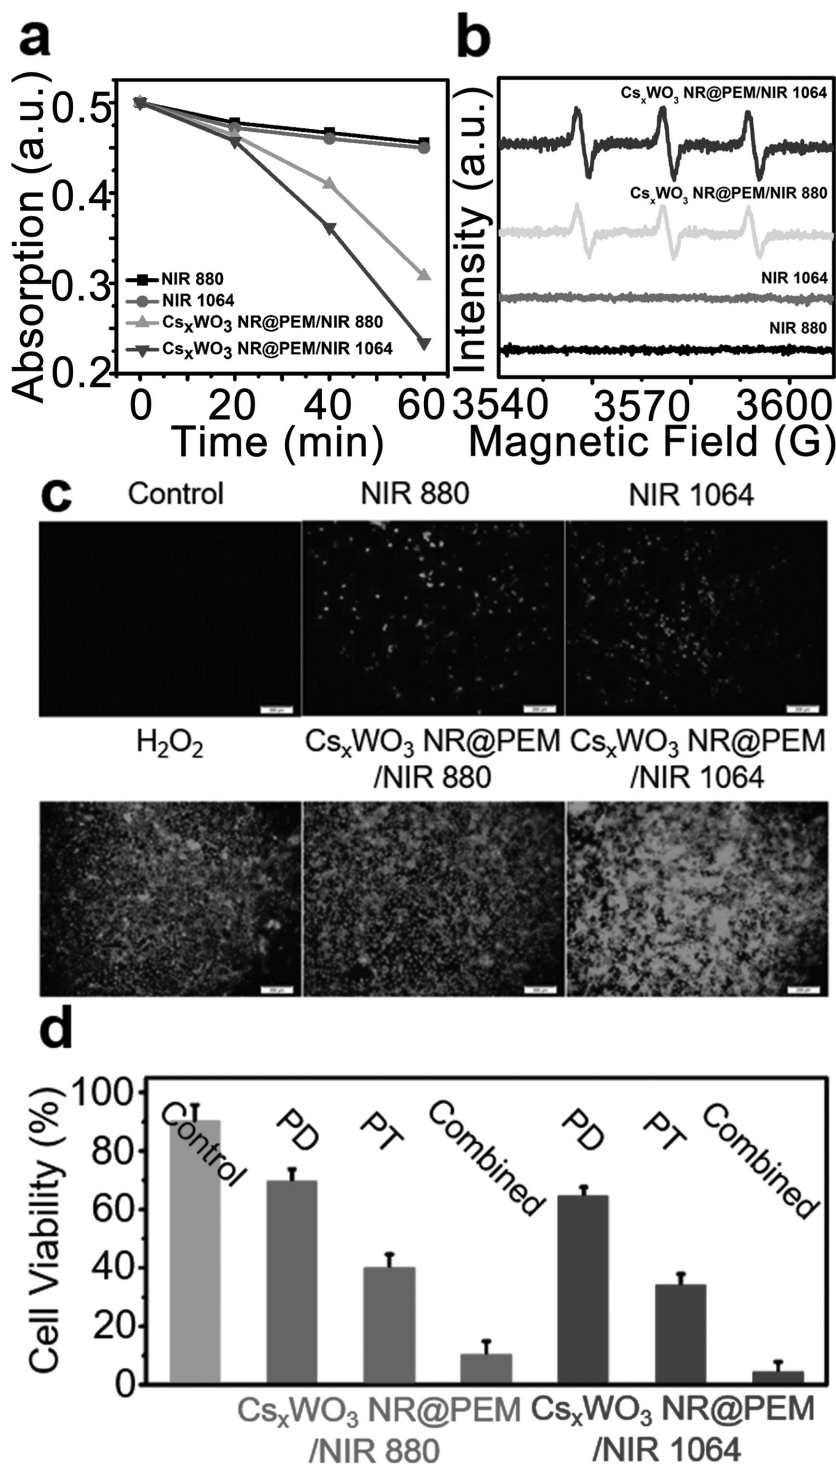 a
Absorption (a.u.)
0.5
0.4
0.3
0.2
NIR 880
NIR 1064
CsₓWO₃ NR@PEM/NIR 880
CsₓWO₃ NR@PEM/NIR 1064
0 20 40 60
Time (min)
b
Intensity (a.u.)
CsₓWO₃ NR@PEM/NIR 1064
CsₓWO₃ NR@PEM/NIR 880
NIR 1064
NIR 880
3540 3570 3600
Magnetic Field (G)
c
Control NIR 880 NIR 1064
H₂O₂ CsₓWO₃ NR@PEM CsₓWO₃ NR@PEM
/NIR 880 /NIR 1064
d
Cell Viability (%)
100
80
60
40
20
0
Control PD PT Combined PD PT Combined
CsₓWO₃ NR@PEM CsₓWO₃ NR@PEM
/NIR 880 /NIR 1064